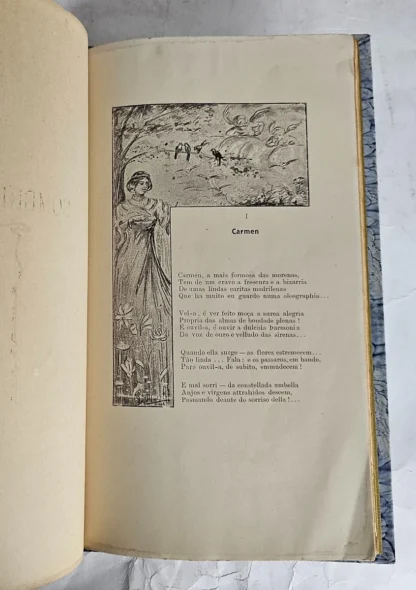 I
Carmen
Carmen, a mais formosa das morenas,
Tem de um cravo a frescura e a bizarria
De umas lindas caritas madrilenas
Que ha muito eu guardo numa oleographia...
Vel-a, é ver feito moça a aurea alegria
Propria das almas de bondade plenas!
E ouvil-a, é ouvir a dulcida harmonia
Da voz de ouro e velludo das sirenas...
Quando ella surge — as flores estremecem...
Tão linda... Fala; e os passaros, em bando,
Para ouvil-a, de subito, emmudecem!
E mal sorri — da constellada umbella
Anjos e virgens attrahidos descem,
Pasmando deante do sorriso della!...